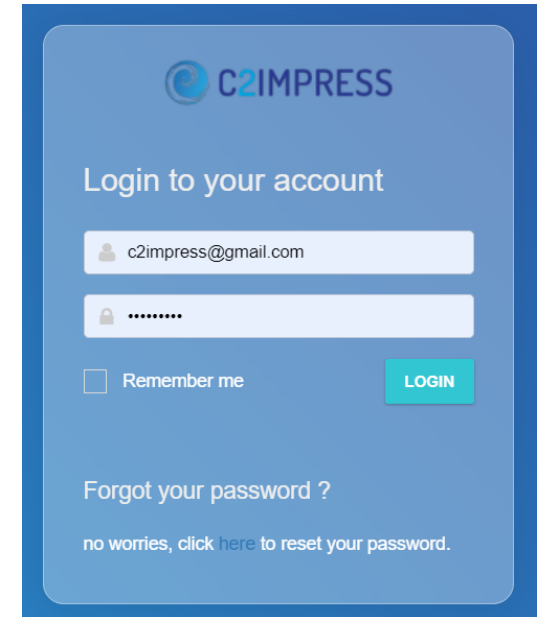 C2IMPRESS
Login to your account
c2impress@gmail.com
•••••••••
Remember me
LOGIN
Forgot your password ?
no worries, click here to reset your password.